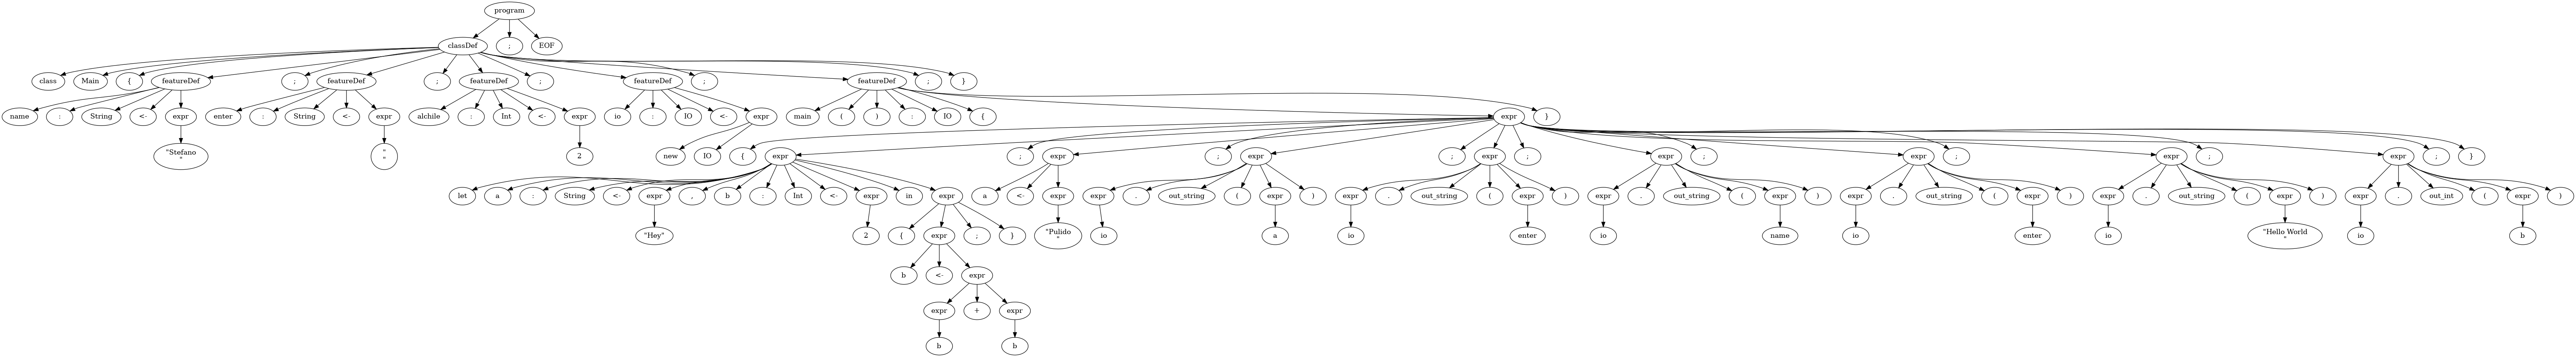 program
classDef ; EOF
class Main { featureDef ; featureDef ; featureDef ; featureDef ; featureDef ; }
name : String <- expr enter : String <- expr alchile : Int <- expr io : IO <- expr main ( ) : IO { expr }
"Stefano
"
"
"
2 new IO { expr ; expr ; expr ; expr ; expr ; expr ; expr ; expr ; }
let a : String <- expr , b : Int <- expr in expr a <- expr expr . out_string ( expr ) expr . out_string ( expr ) expr . out_string ( expr ) expr . out_string ( expr ) expr . out_string ( expr ) expr . out_int ( expr )
"Hey" 2 { expr ; } "Pulido
"
io a io enter io name io enter io "Hello World
"
io b
b <- expr
expr + expr
b b